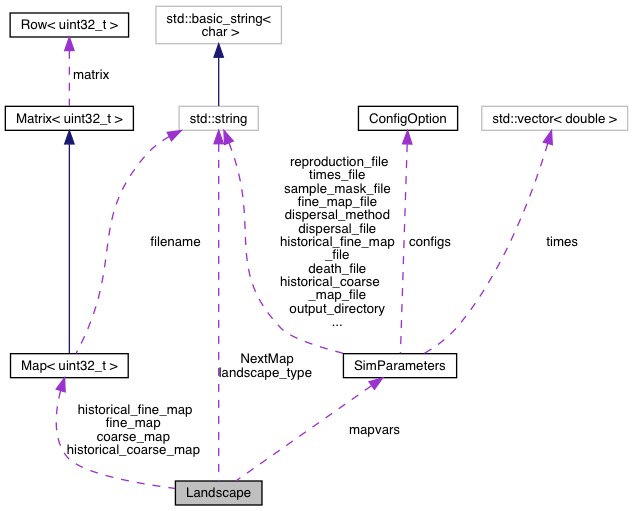 Row< uint32_t >
std::basic_string<
char >
matrix
Matrix< uint32_t >
std::string
ConfigOption
std::vector< double >
filename
reproduction_file
times_file
sample_mask_file
fine_map_file
dispersal_method
dispersal_file
historical_fine_map
_file
death_file
historical_coarse
_map_file
output_directory
...
configs
times
Map< uint32_t >
NextMap
landscape_type
SimParameters
historical_fine_map
fine_map
coarse_map
historical_coarse_map
mapvars
Landscape